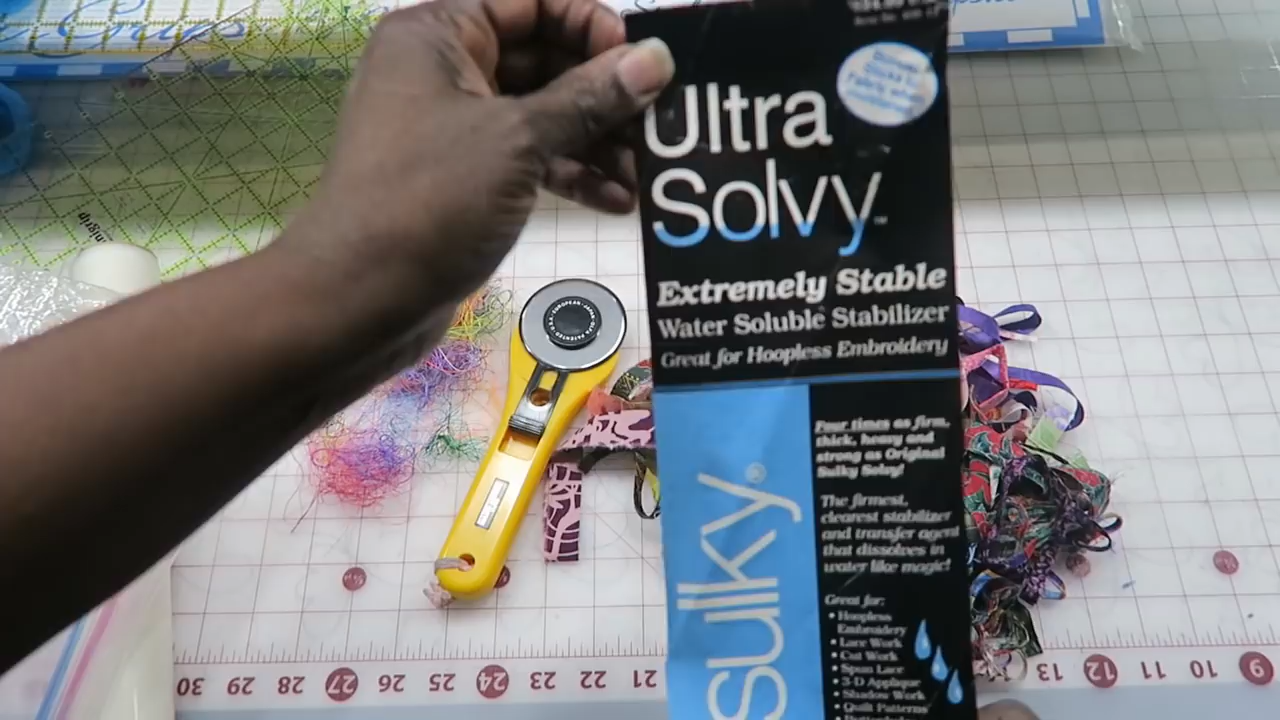 Ultra
Solvy™
Extremely Stable
Water Soluble Stabilizer
Great for Hoopless Embroidery
Four times as firm,
thick, heavy and
strong as Original
Sulky Solvy!
The firmest,
clearest stabilizer
and transfer agent
that dissolves in
water like magic!
Great for:
• Hoopless
Embroidery
• Lace Work
• Cut Work
• Spun Lace
• 3-D Applique
• Shadow Work
• Quilt Patterns
sulky®
omnigrip
30 29 28 27 26 25 24 23 22 21 13 12 11 10 9